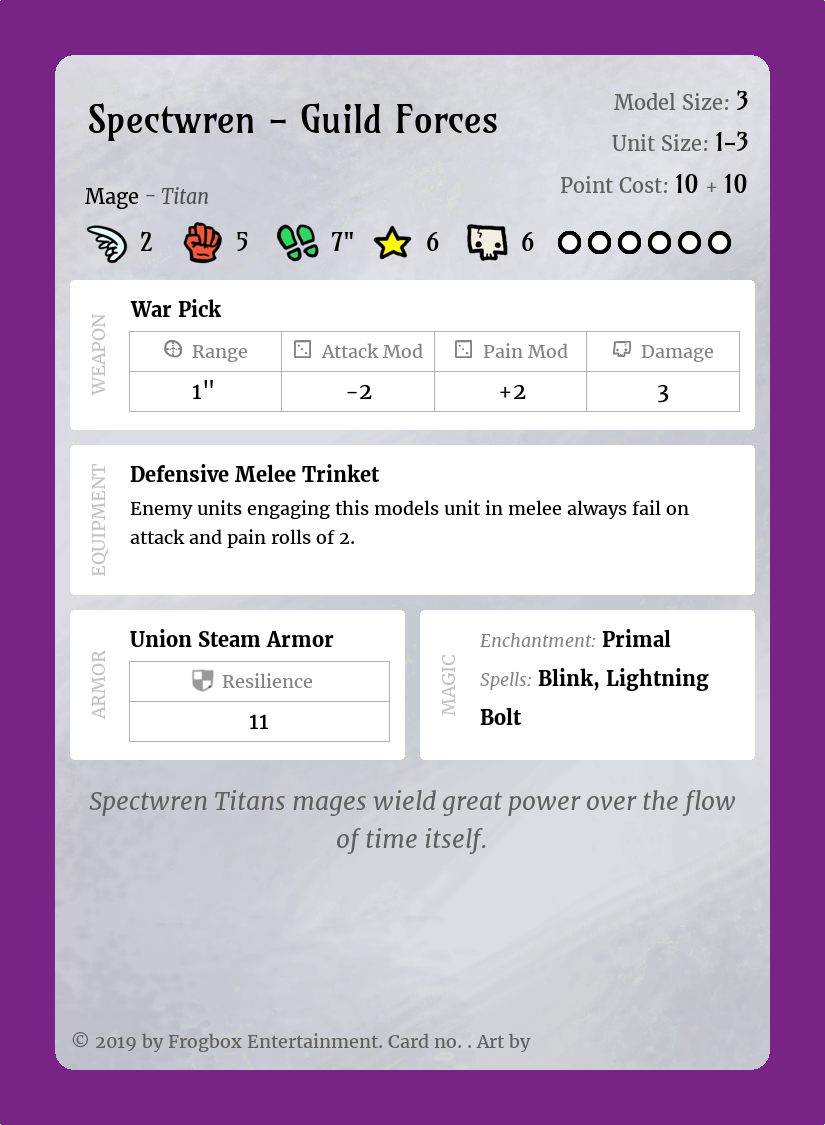 Spectwren – Guild Forces
Model Size: 3
Unit Size: 1-3
Point Cost: 10 + 10
Mage - Titan
2 5 7" 6 6
WEAPON
War Pick
Range Attack Mod Pain Mod Damage
1" -2 +2 3
EQUIPMENT
Defensive Melee Trinket
Enemy units engaging this models unit in melee always fail on
attack and pain rolls of 2.
ARMOR
Union Steam Armor
Resilience
11
MAGIC
Enchantment: Primal
Spells: Blink, Lightning
Bolt
Spectwren Titans mages wield great power over the flow
of time itself.
© 2019 by Frogbox Entertainment. Card no. . Art by